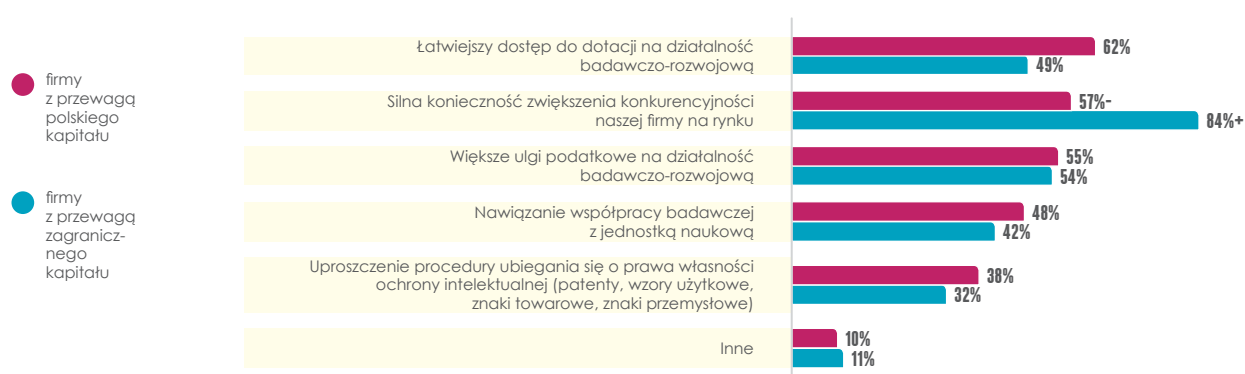 firmy
z przewagą
polskiego
kapitału
firmy
z przewagą
zagranicz-
nego
kapitału
Łatwiejszy dostęp do dotacji na działalność
badawczo-rozwojową
62%
49%
Silna konieczność zwiększenia konkurencyjności
naszej firmy na rynku
57%-
84%+
Większe ulgi podatkowe na działalność
badawczo-rozwojową
55%
54%
Nawiązanie współpracy badawczej
z jednostką naukową
48%
42%
Uproszczenie procedury ubiegania się o prawa własności
ochrony intelektualnej (patenty, wzory użytkowe,
znaki towarowe, znaki przemysłowe)
38%
32%
Inne
10%
11%